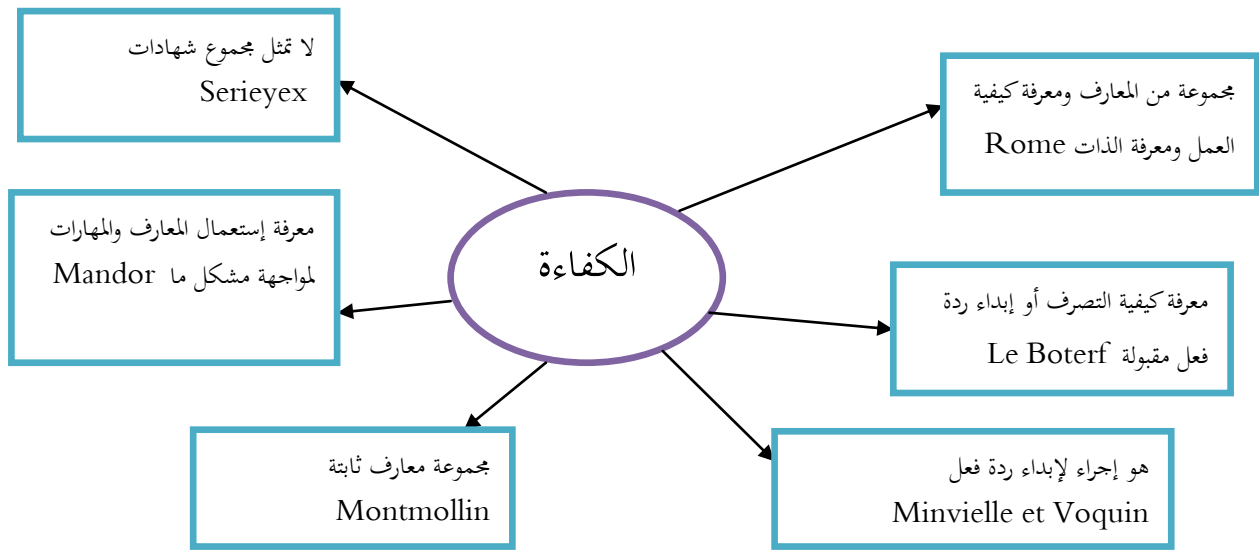 لا تمثل مجموع شهادات
Serieyex
مجموعة من المعارف ومعرفة كيفية
العمل ومعرفة الذات Rome
معرفة إستعمال المعارف والمهارات
لمواجهة مشكل ما Mandor
الكفاءة
معرفة كيفية التصرف أو إبداء ردة
فعل مقبولة Le Boterf
مجموعة معارف ثابتة
Montmollin
هو إجراء لإبداء ردة فعل
Minvielle et Voquin